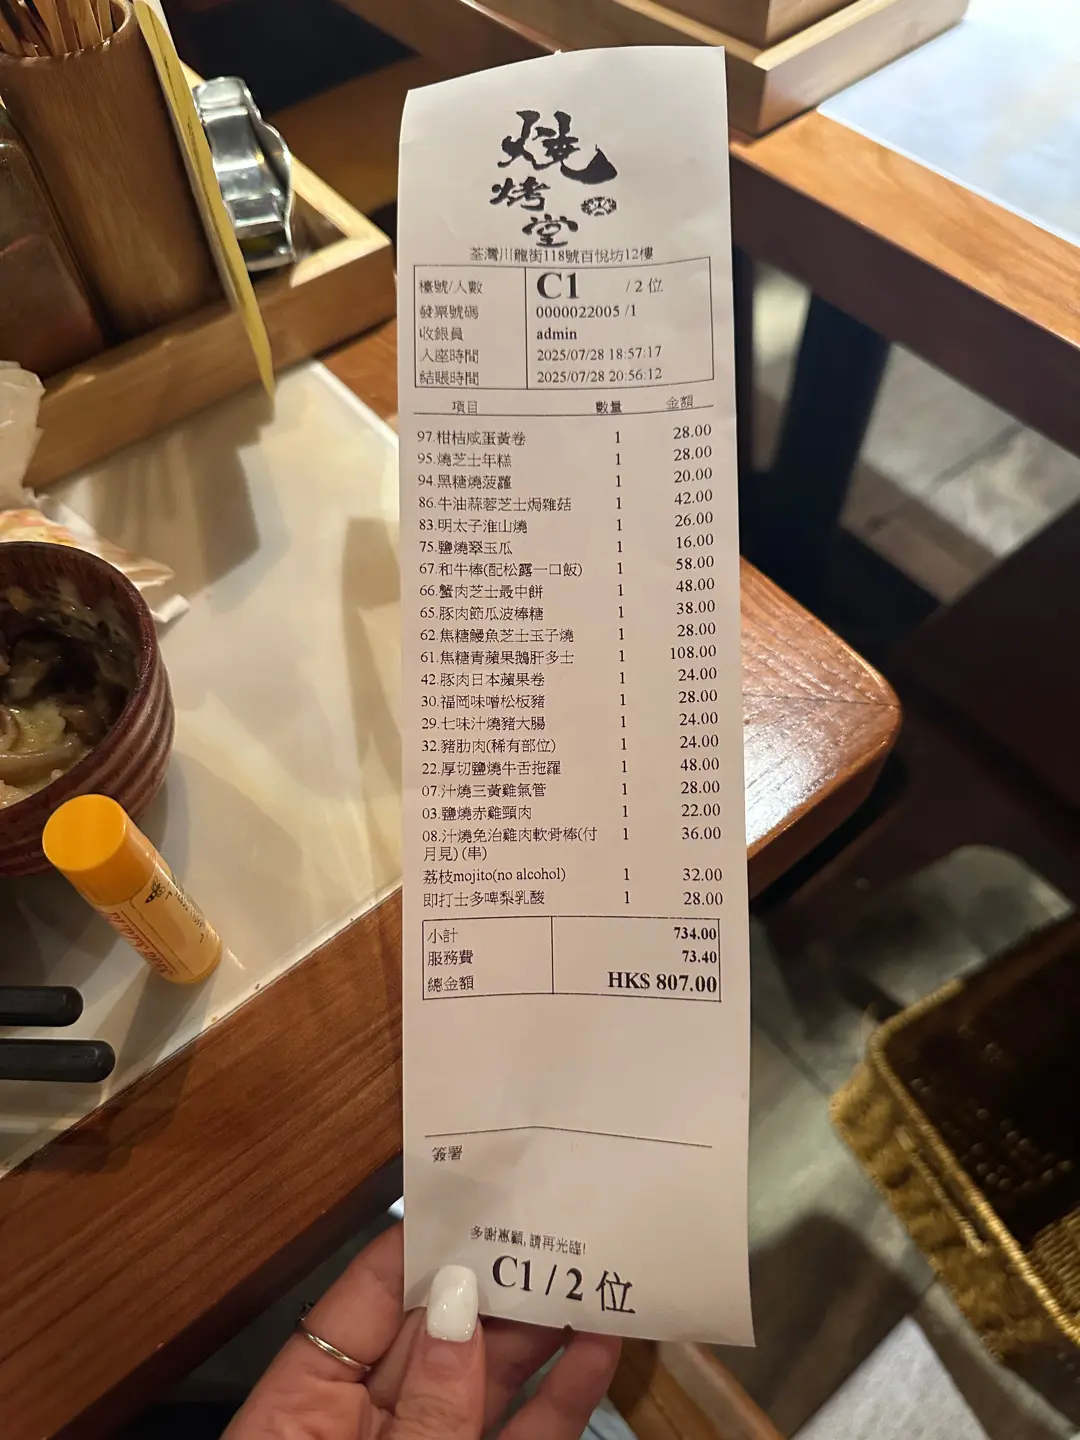 燒
烤
堂
荃灣川龍街118號百悅坊12樓
檯號/人數 C1 / 2 位
發票號碼 0000022005 /1
收銀員 admin
入座時間 2025/07/28 18:57:17
結賬時間 2025/07/28 20:56:12
項目 數量 金額
97.柑桔咸蛋黃卷 1 28.00
95.燒芝士年糕 1 28.00
94.黑糖燒菠蘿 1 20.00
86.牛油蒜蓉芝士焗雜菇 1 42.00
83.明太子淮山燒 1 26.00
75.鹽燒翠玉瓜 1 16.00
67.和牛棒(配松露一口飯) 1 58.00
66.蟹肉芝士最中餅 1 48.00
65.豚肉節瓜波棒糖 1 38.00
62.焦糖鰻魚芝士玉子燒 1 28.00
61.焦糖青蘋果鵝肝多士 1 108.00
42.豚肉日本蘋果卷 1 24.00
30.福岡味噌松板豬 1 28.00
29.七味汁燒豬大腸 1 24.00
32.豬肋肉(稀有部位) 1 24.00
22.厚切鹽燒牛舌拖羅 1 48.00
07.汁燒三黃雞氣管 1 28.00
03.鹽燒赤雞頸肉 1 22.00
08.汁燒免治雞肉軟骨棒(付 1 36.00
月見) (串)
荔枝mojito(no alcohol) 1 32.00
即打士多啤梨乳酸 1 28.00
小計 734.00
服務費 73.40
總金額 HK$ 807.00
簽署
多謝惠顧, 請再光臨!
C1 / 2 位